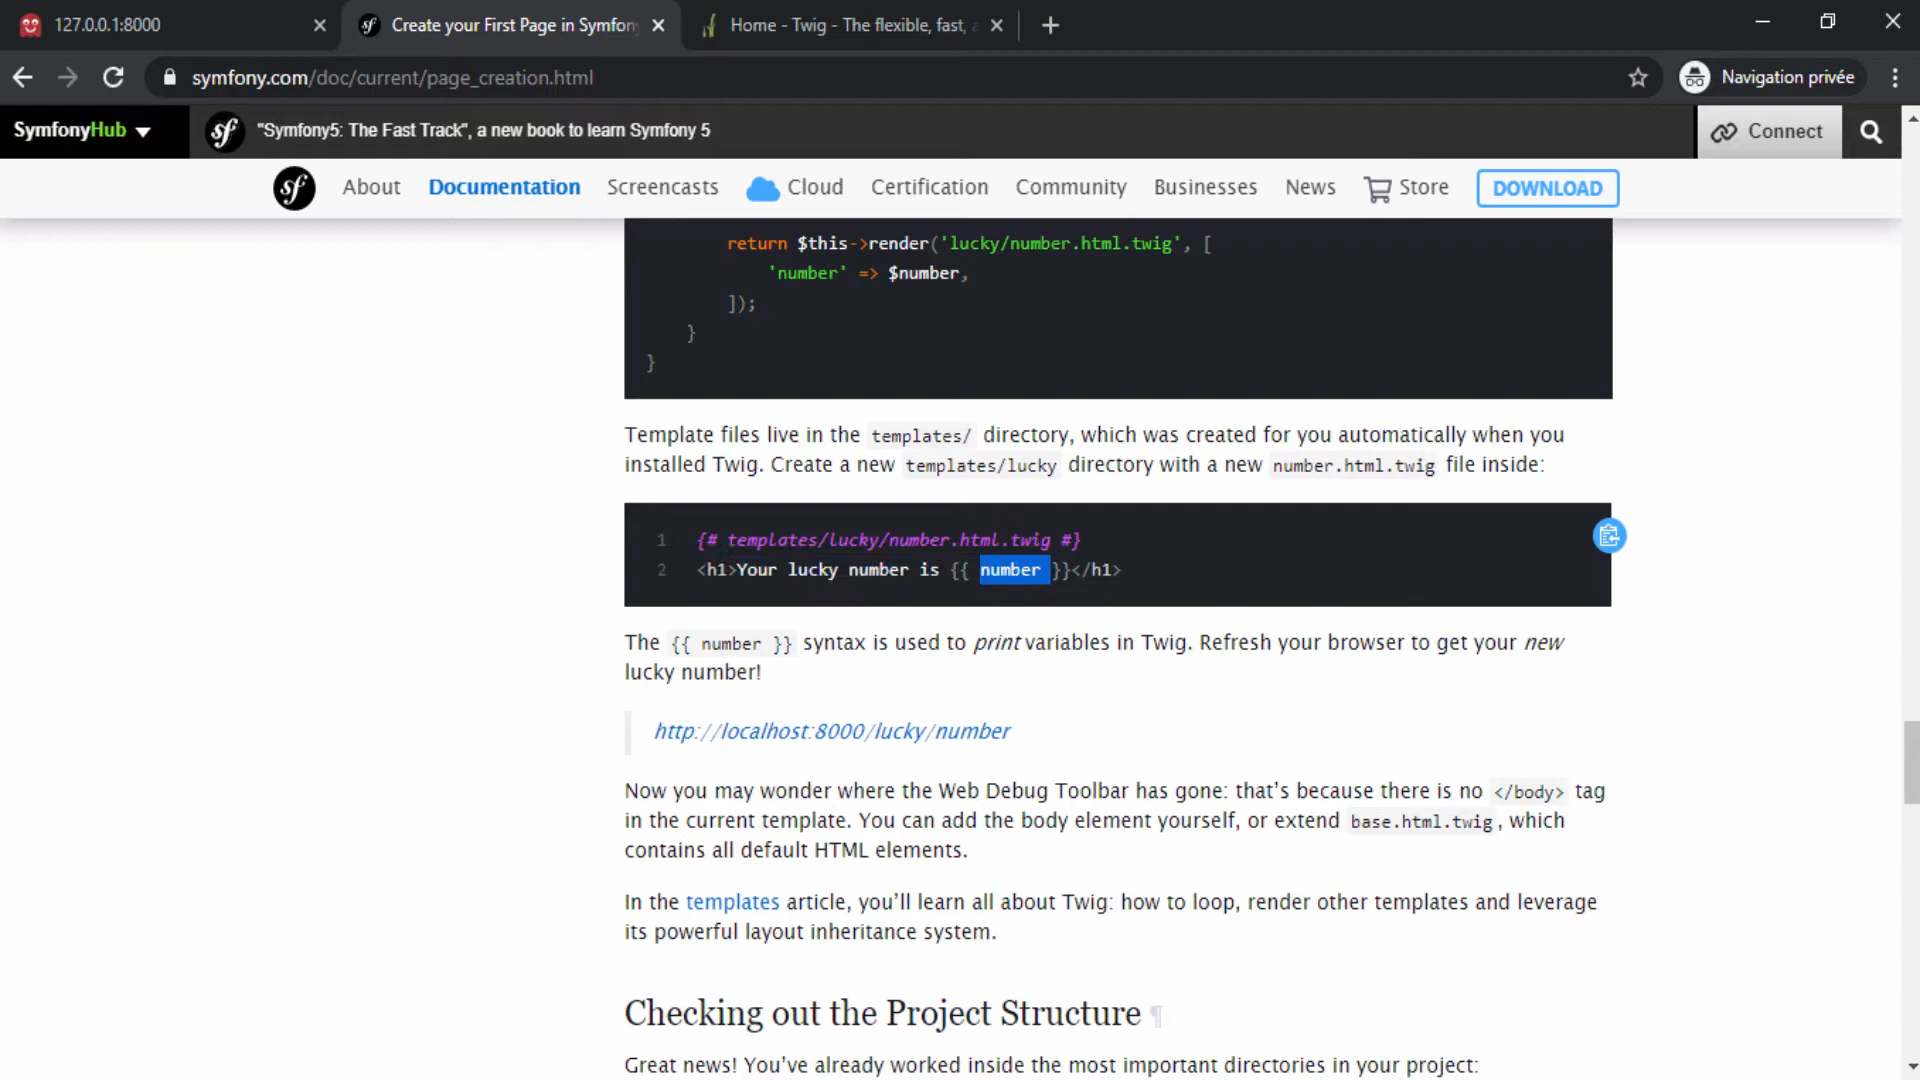 127.0.0.1:8000
Create your First Page in Symfon
Home - Twig - The flexible, fast,
symfony.com/doc/current/page_creation.html
Navigation privée
SymfonyHub
sf
"Symfony5: The Fast Track", a new book to learn Symfony 5
Connect
sf
About
Documentation
Screencasts
Cloud
Certification
Community
Businesses
News
Store
DOWNLOAD
return $this->render('lucky/number.html.twig', [
'number' => $number,
]);
}
}
Template files live in the templates/ directory, which was created for you automatically when you
installed Twig. Create a new templates/lucky directory with a new number.html.twig file inside:
1 {# templates/lucky/number.html.twig #}
2 <h1>Your lucky number is {{ number }}</h1>
The {{ number }} syntax is used to print variables in Twig. Refresh your browser to get your new
lucky number!
http://localhost:8000/lucky/number
Now you may wonder where the Web Debug Toolbar has gone: that’s because there is no </body> tag
in the current template. You can add the body element yourself, or extend base.html.twig, which
contains all default HTML elements.
In the templates article, you’ll learn all about Twig: how to loop, render other templates and leverage
its powerful layout inheritance system.
Checking out the Project Structure ¶
Great news! You’ve already worked inside the most important directories in your project: